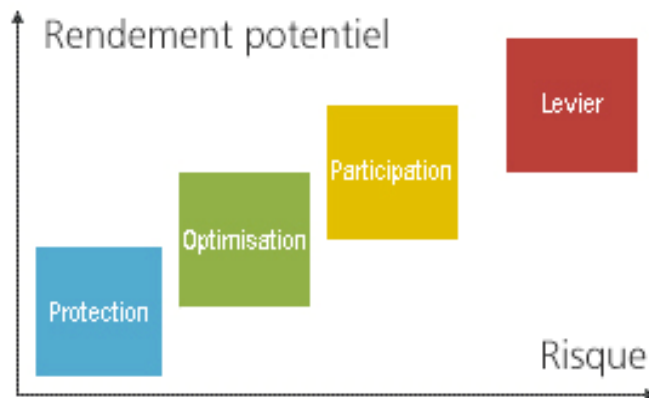 Rendement potentiel
Levier
Participation
Optimisation
Protection
Risque